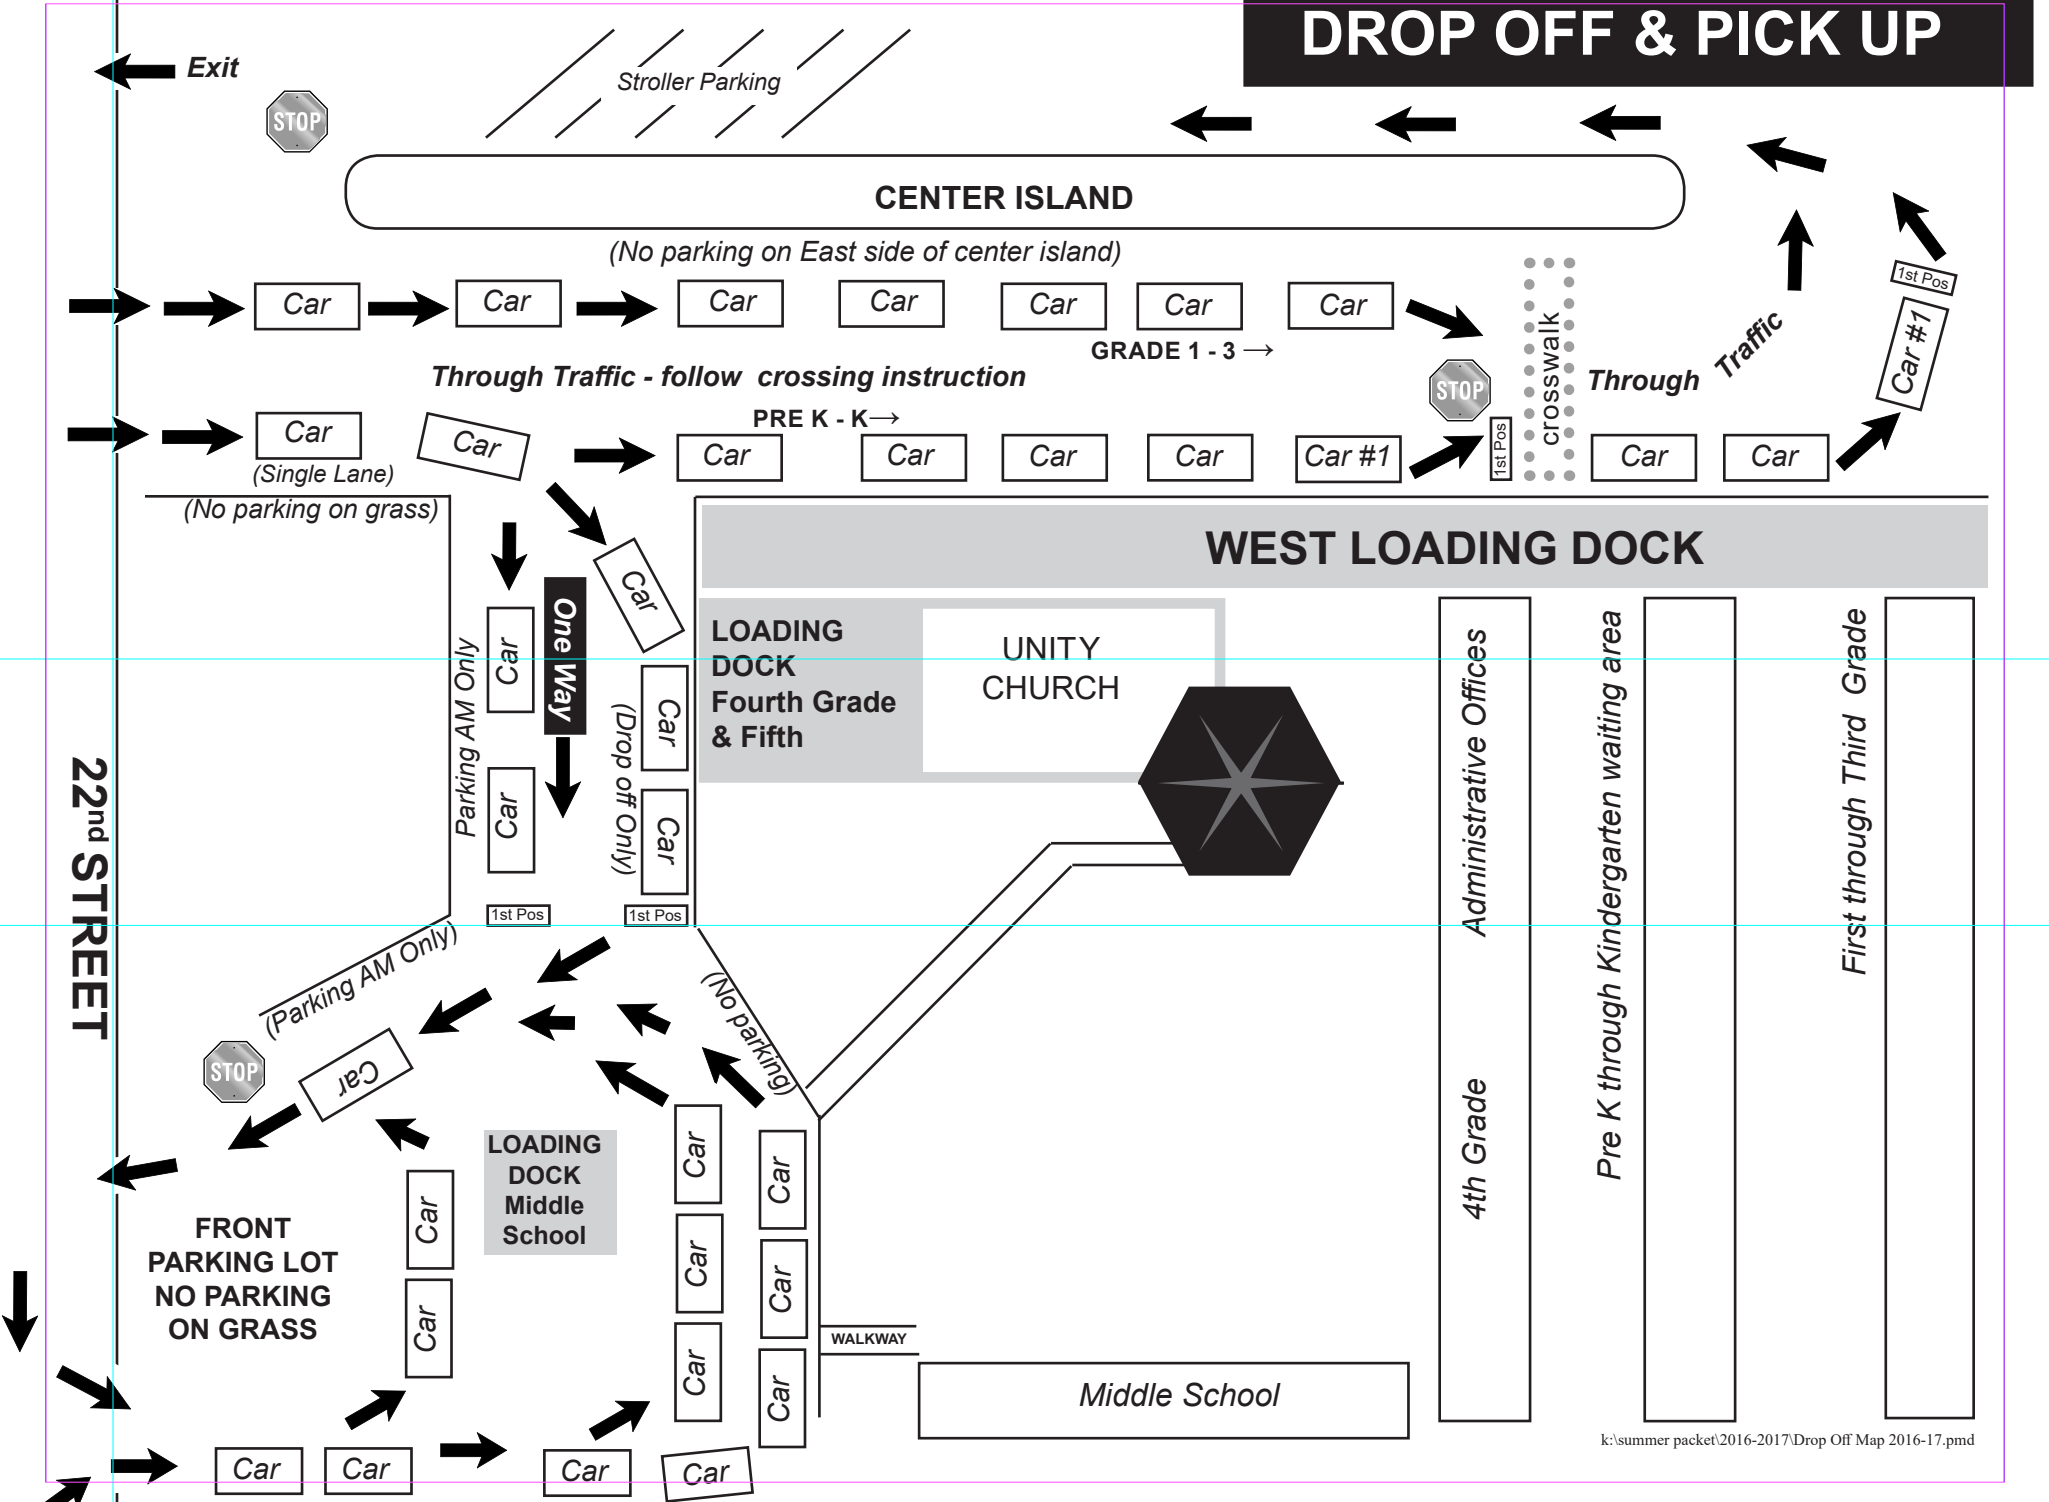 DROP OFF & PICK UP
Exit
STOP
Stroller Parking
CENTER ISLAND
(No parking on East side of center island)
Car
Car
Car
Car
Car
Car
Car
1st Pos
Car #1
GRADE 1 - 3 →
Through Traffic - follow crossing instruction
STOP
crosswalk
Through
Traffic
PRE K - K→
Car
(Single Lane)
Car
Car
Car
Car
Car
Car #1
1st Pos
Car
Car
(No parking on grass)
WEST LOADING DOCK
Car
Parking AM Only
Car
One Way
Car
(Drop off Only)
Car
Car
1st Pos
1st Pos
LOADING
DOCK
Fourth Grade
& Fifth
UNITY
CHURCH
4th Grade
Administrative Offices
Pre K through Kindergarten waiting area
First through Third Grade
22nd STREET
(Parking AM Only)
(No parking)
STOP
Car
LOADING
DOCK
Middle
School
FRONT
PARKING LOT
NO PARKING
ON GRASS
Car
Car
Car
Car
Car
Car
Car
Car
WALKWAY
Middle School
Car
Car
Car
Car
k:\summer packet\2016-2017\Drop Off Map 2016-17.pmd